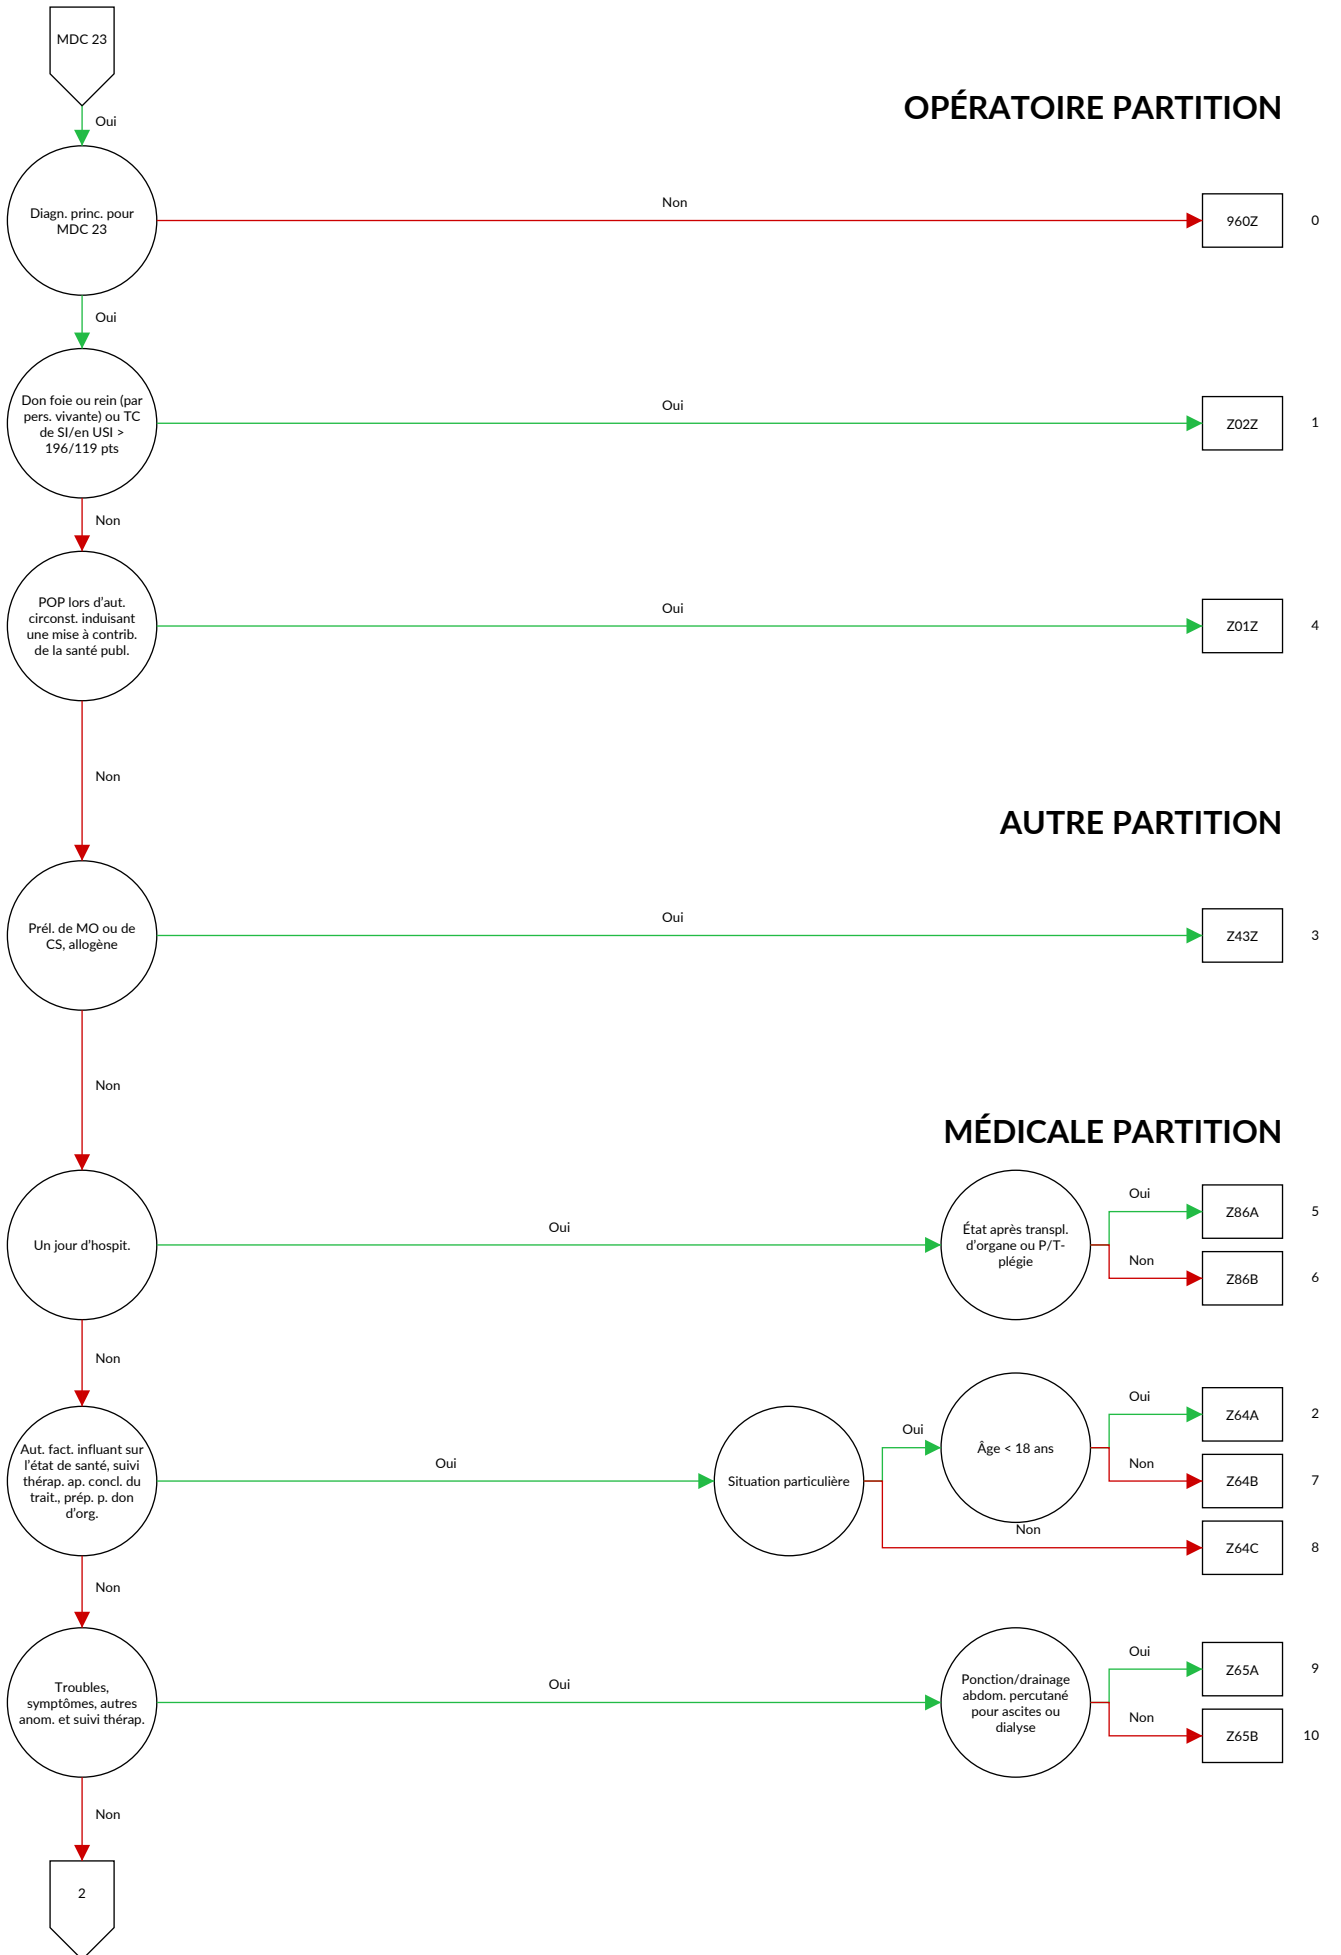 MDC 23
Oui
OPÉRATOIRE PARTITION
Diagn. princ. pour
MDC 23
Non
960Z
0
Oui
Don foie ou rein (par
pers. vivante) ou TC
de SI/en USI >
196/119 pts
Oui
Z02Z
1
Non
POP lors d'aut.
circonst. induisant
une mise à contrib.
de la santé publ.
Oui
Z01Z
4
Non
AUTRE PARTITION
Prél. de MO ou de
CS, allogène
Oui
Z43Z
3
Non
MÉDICALE PARTITION
Un jour d'hospit.
Oui
État après transpl.
d'organe ou P/T-
plégie
Oui
Z86A
5
Non
Z86B
6
Non
Aut. fact. influant sur
l'état de santé, suivi
thérap. ap. concl. du
trait., prép. p. don
d'org.
Oui
Situation particulière
Oui
Âge < 18 ans
Oui
Z64A
2
Non
Z64B
7
Non
Z64C
8
Non
Troubles,
symptômes, autres
anom. et suivi thérap.
Oui
Ponction/drainage
abdom. percutané
pour ascites ou
dialyse
Oui
Z65A
9
Non
Z65B
10
Non
2